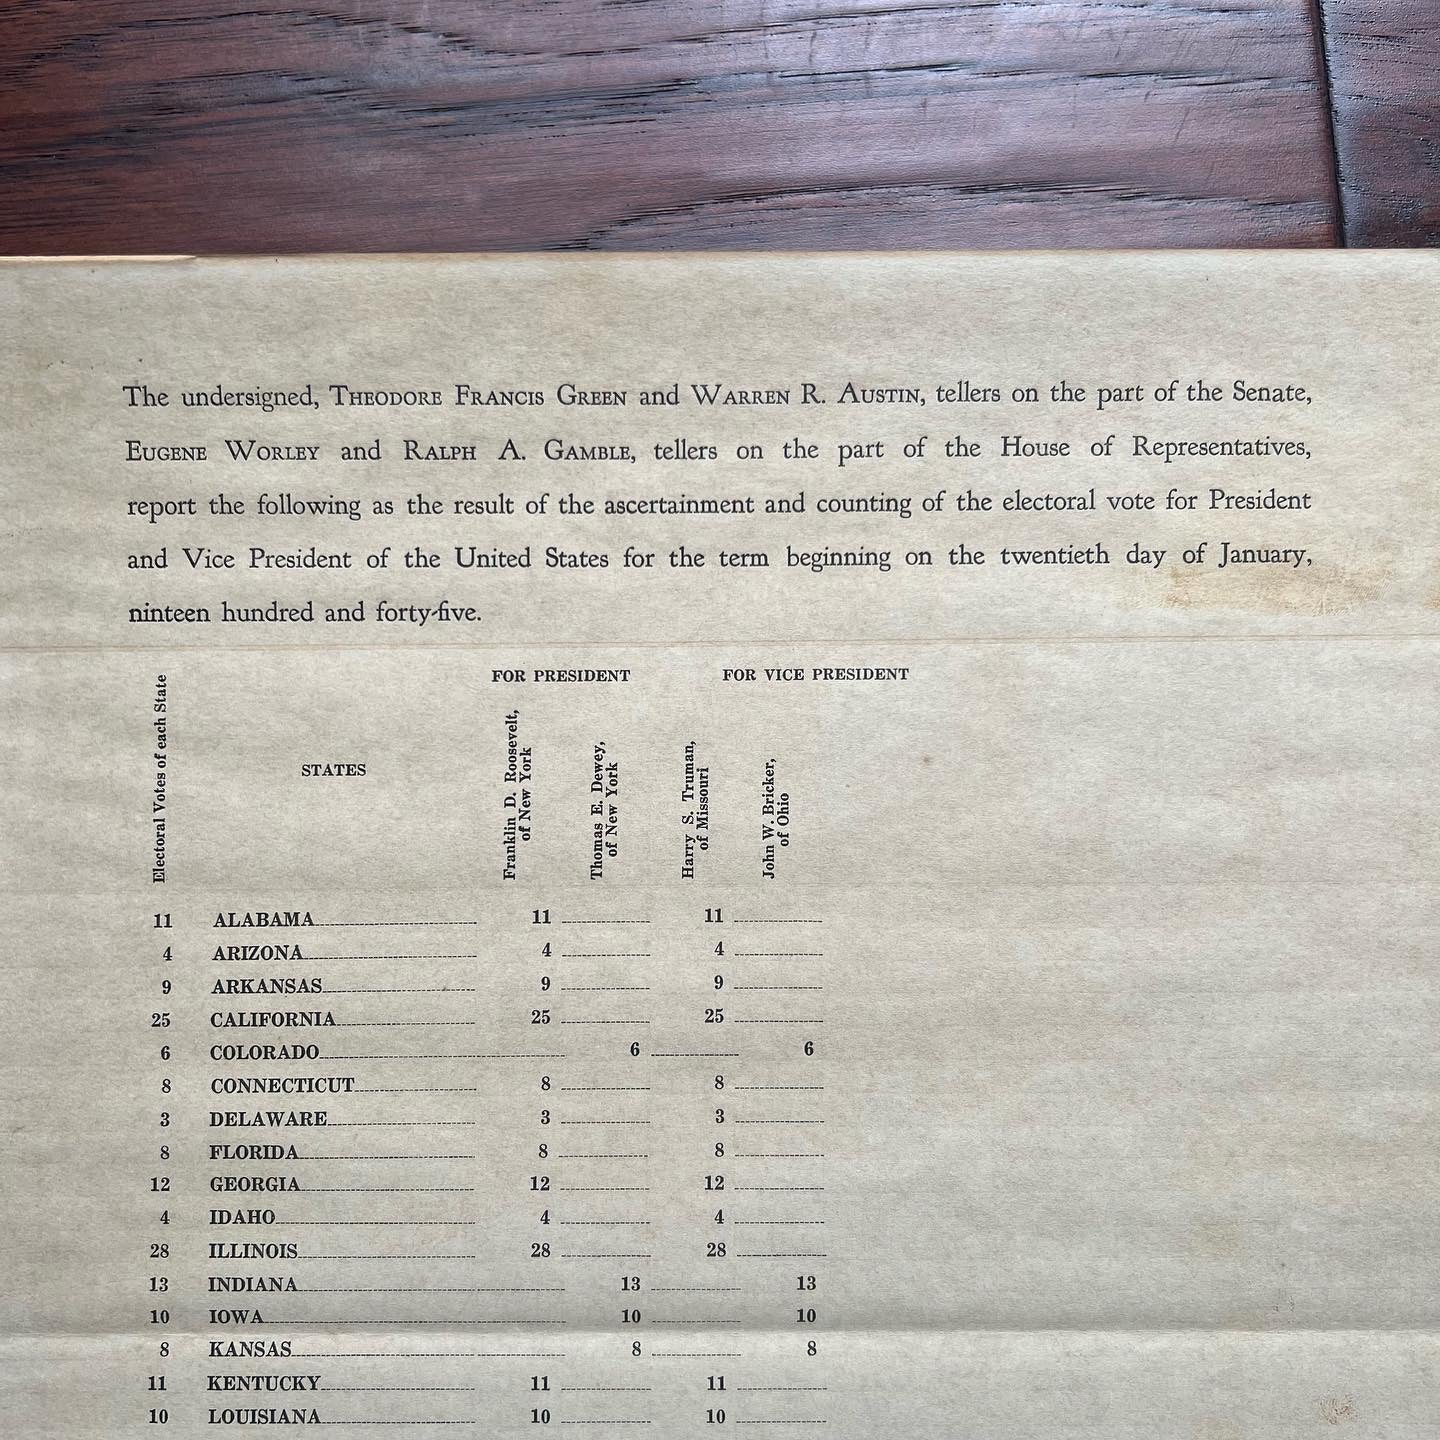 The undersigned, Theodore Francis Green and Warren R. Austin, tellers on the part of the Senate,
Eugene Worley and Ralph A. Gamble, tellers on the part of the House of Representatives,
report the following as the result of the ascertainment and counting of the electoral vote for President
and Vice President of the United States for the term beginning on the twentieth day of January,
ninteen hundred and forty-five.
Electoral Votes of each State
STATES
FOR PRESIDENT
Franklin D. Roosevelt,
of New York
Thomas E. Dewey,
of New York
FOR VICE PRESIDENT
Harry S. Truman,
of Missouri
John W. Bricker,
of Ohio
11 ALABAMA 11 11
4 ARIZONA 4 4
9 ARKANSAS 9 9
25 CALIFORNIA 25 25
6 COLORADO 6 6
8 CONNECTICUT 8 8
3 DELAWARE 3 3
8 FLORIDA 8 8
12 GEORGIA 12 12
4 IDAHO 4 4
28 ILLINOIS 28 28
13 INDIANA 13 13
10 IOWA 10 10
8 KANSAS 8 8
11 KENTUCKY 11 11
10 LOUISIANA 10 10